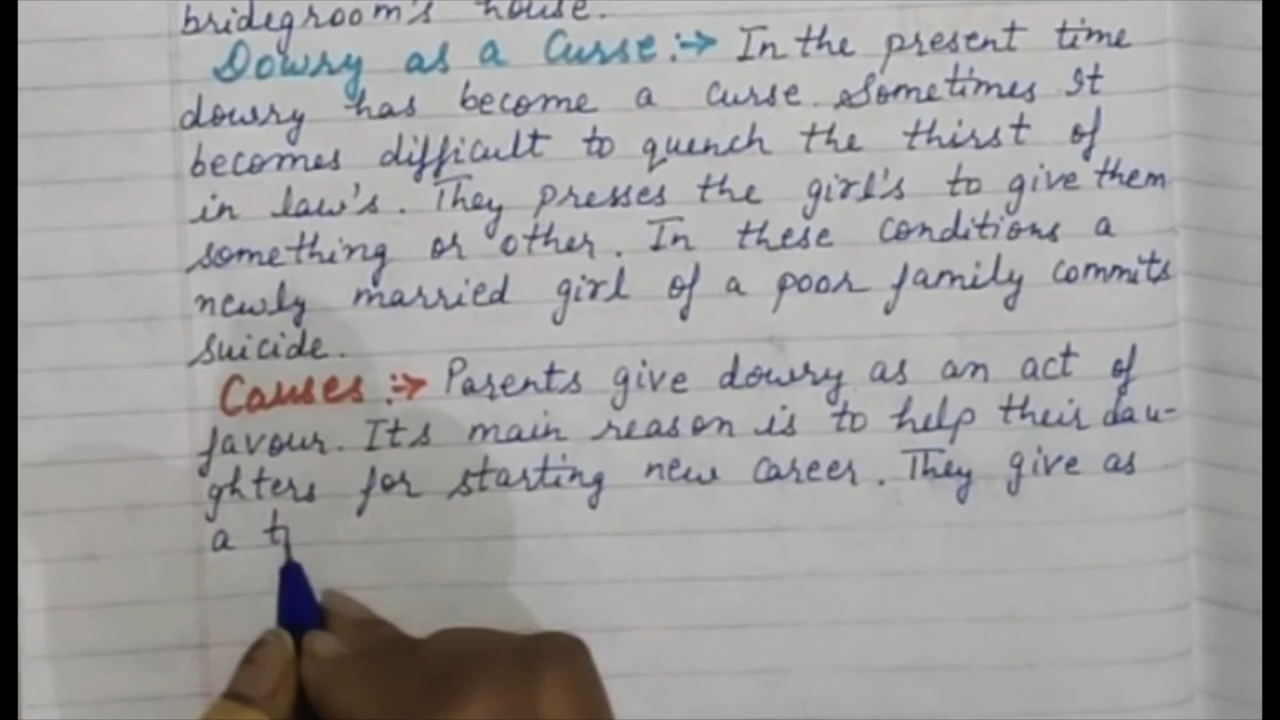 bridegroom's house.
Dowry as a Curse :→ In the present time
dowry has become a curse. Sometimes It
becomes difficult to quench the thirst of
in law's. They presses the girl's to give them
something or other. In these conditions a
newly married girl of a poor family commits
suicide.
Causes :→ Parents give dowry as an act of
favour. Its main reason is to help their dau-
ghters for starting new career. They give as
a t